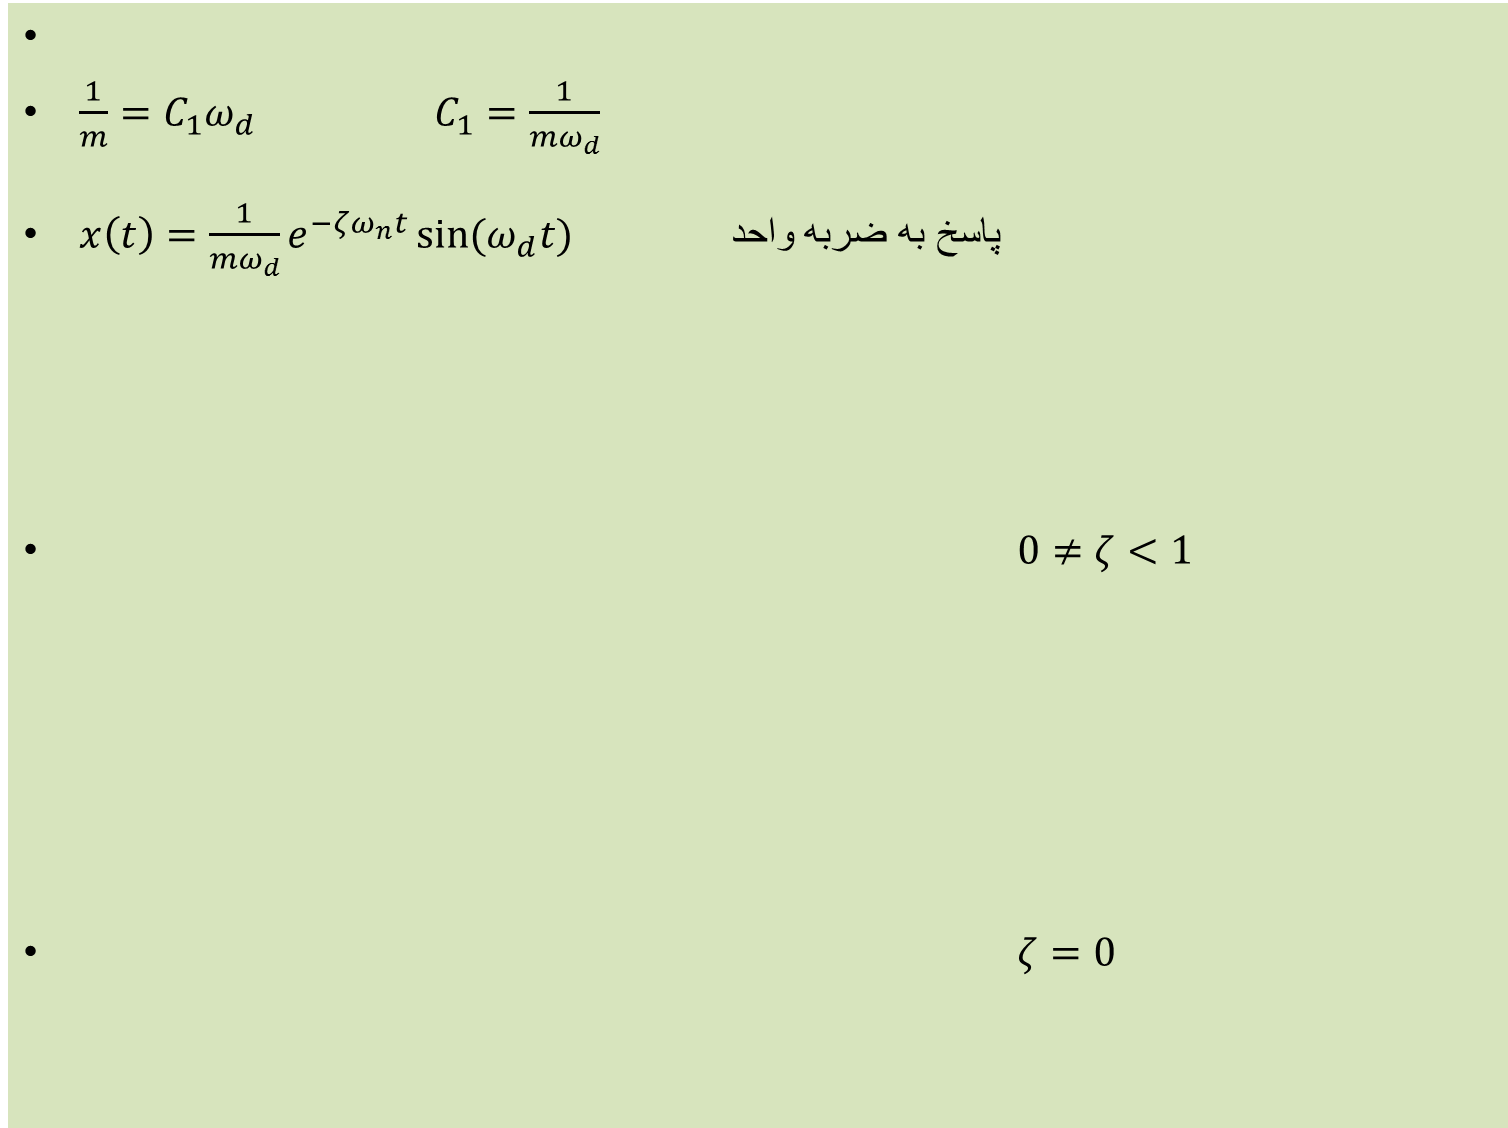 •
• 1/m = C₁ω_d C₁ = 1/(mω_d)
• x(t) = 1/(mω_d) e^(−ζω_n t) sin(ω_d t) پاسخ به ضربه واحد
• 0 ≠ ζ < 1
• ζ = 0